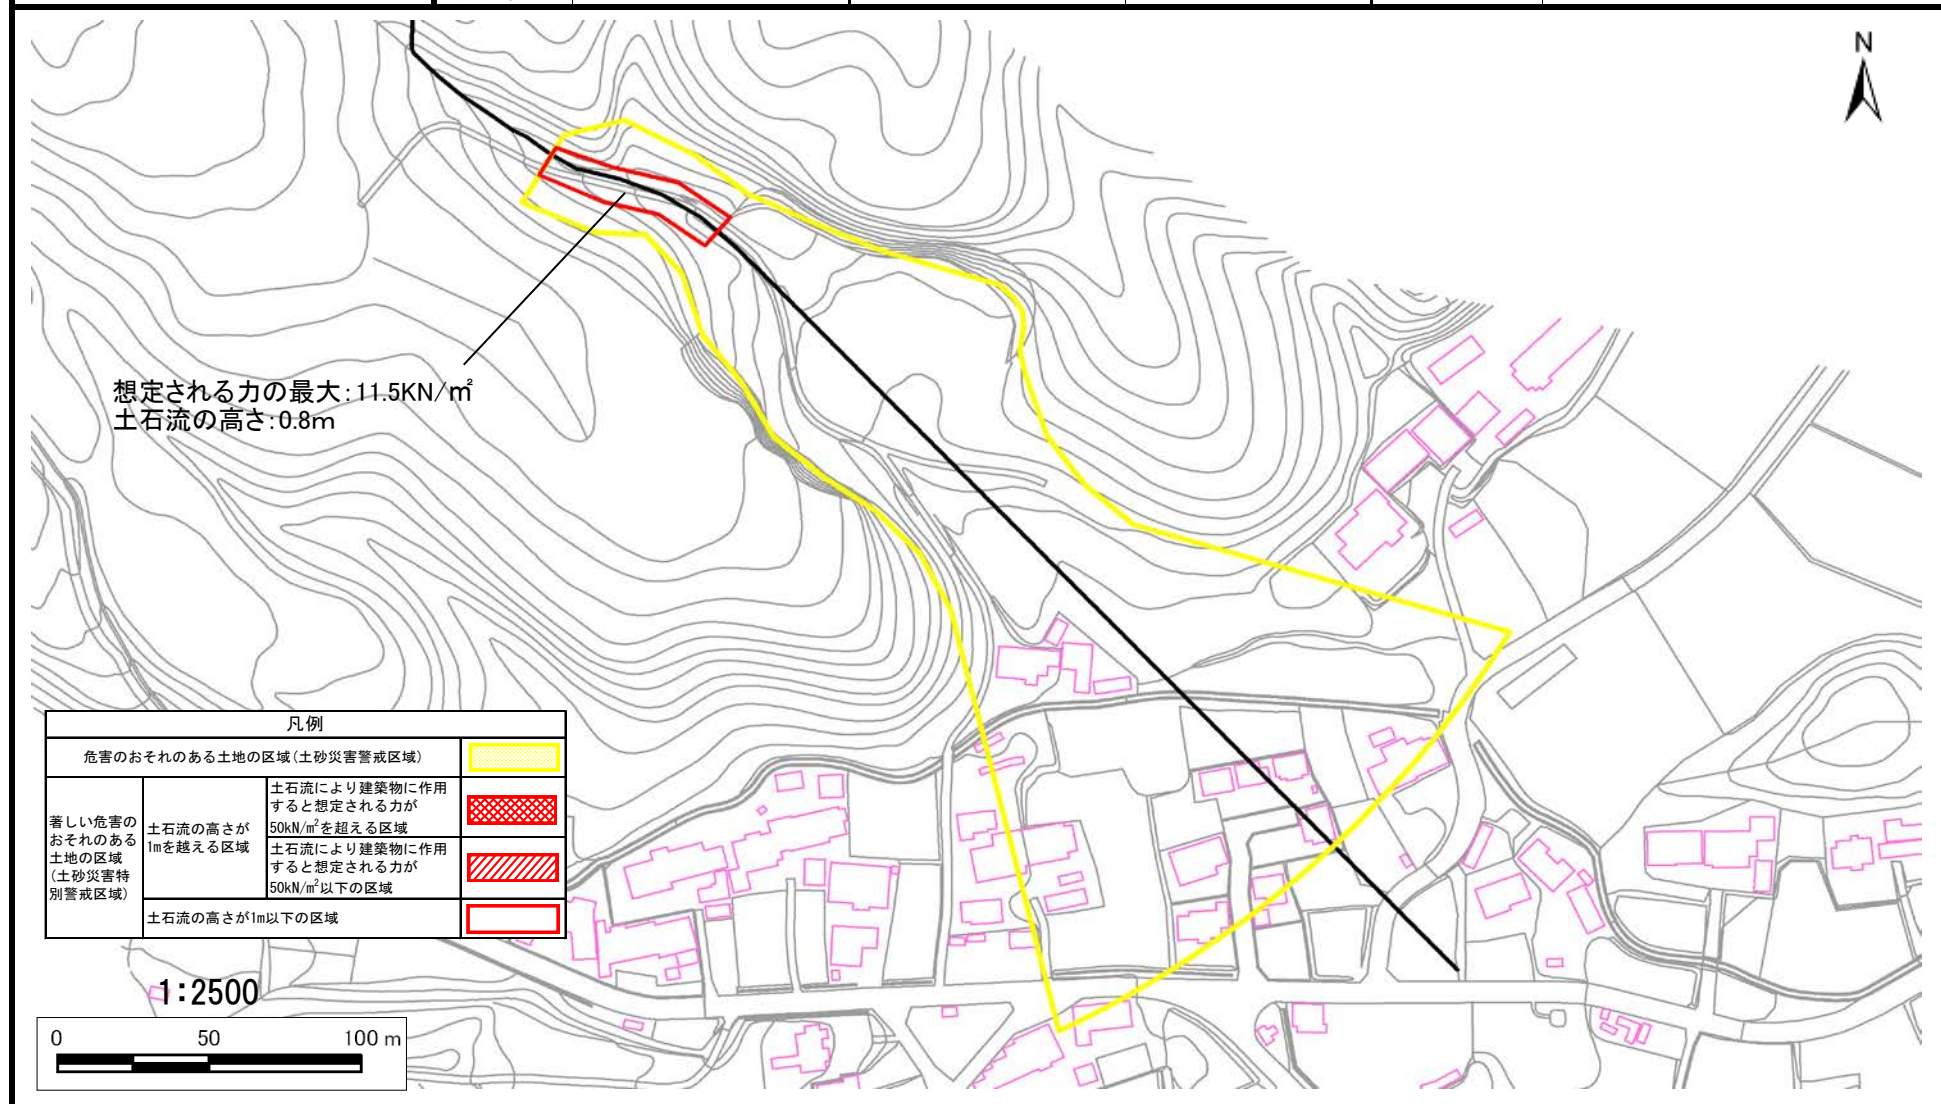 N
想定される力の最大:11.5KN/㎡
土石流の高さ:0.8m
凡例
危害のおそれのある土地の区域(土砂災害警戒区域)
著しい危害の
おそれのある
土地の区域
(土砂災害特
別警戒区域)
土石流の高さが
1mを越える区域
土石流により建築物に作用
すると想定される力が
50kN/㎡を超える区域
土石流により建築物に作用
すると想定される力が
50kN/㎡以下の区域
土石流の高さが1m以下の区域
1:2500
0 50 100 m